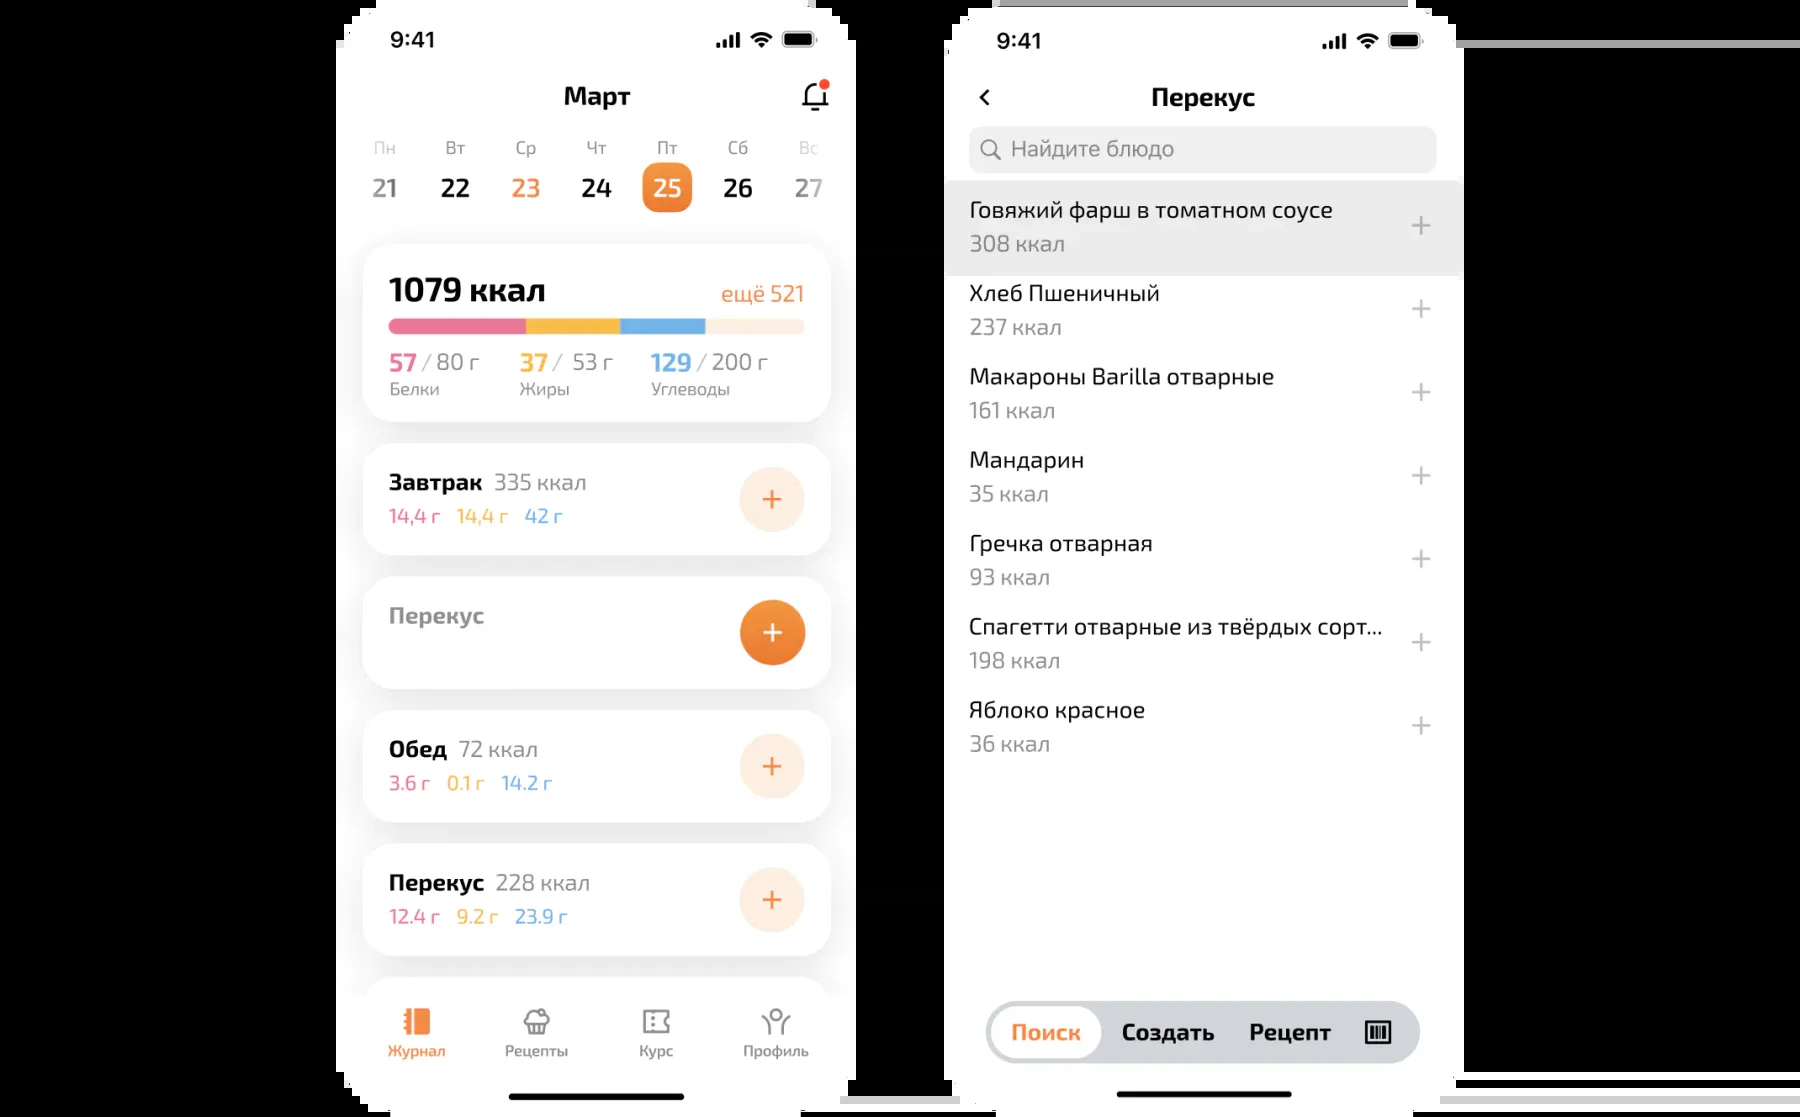 9:41
Март
Пн Вт Ср Чт Пт Сб Вс
21 22 23 24 25 26 27
1079 ккал ещё 521
57 / 80 г 37 / 53 г 129 / 200 г
Белки Жиры Углеводы
Завтрак 335 ккал
14,4 г 14,4 г 42 г
Перекус
Обед 72 ккал
3.6 г 0.1 г 14.2 г
Перекус 228 ккал
12.4 г 9.2 г 23.9 г
Журнал Рецепты Курс Профиль
9:41
Перекус
Найдите блюдо
Говяжий фарш в томатном соусе
308 ккал
Хлеб Пшеничный
237 ккал
Макароны Barilla отварные
161 ккал
Мандарин
35 ккал
Гречка отварная
93 ккал
Спагетти отварные из твёрдых сорт...
198 ккал
Яблоко красное
36 ккал
Поиск Создать Рецепт